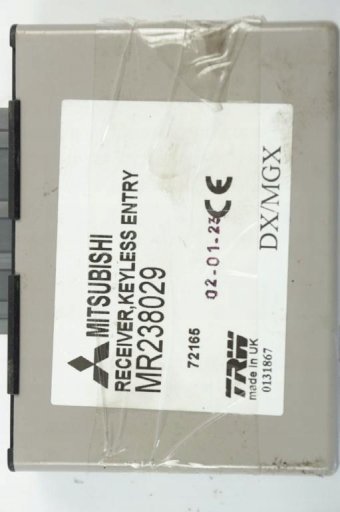 MITSUBISHI
RECEIVER,KEYLESS ENTRY
MR238029
72165
02-01-23
CE
TRW
made in UK
0131867
DX/MGX